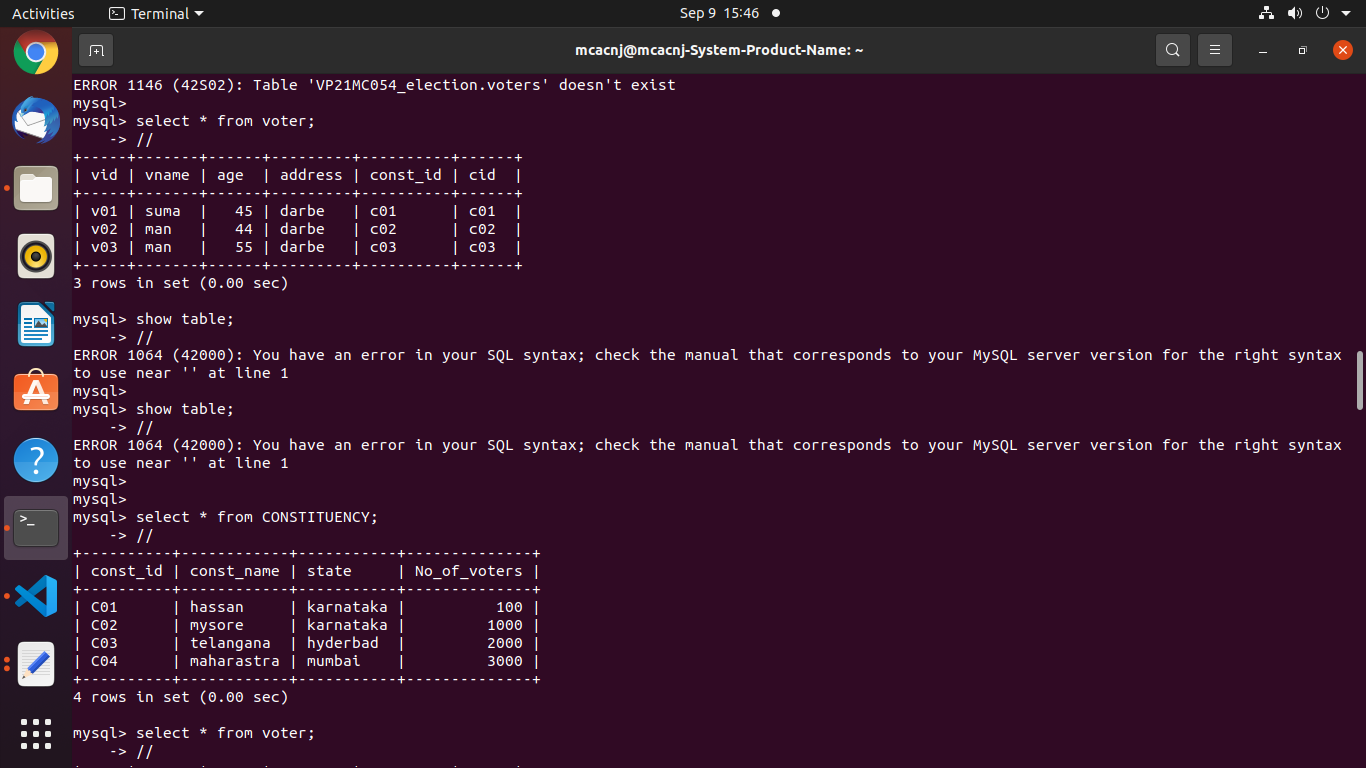 Activities Terminal Sep 9 15:46
mcacnj@mcacnj-System-Product-Name: ~
ERROR 1146 (42S02): Table 'VP21MC054_election.voters' doesn't exist
mysql>
mysql> select * from voter;
    -> //
+-----+-------+------+---------+----------+------+
| vid | vname | age  | address | const_id | cid  |
+-----+-------+------+---------+----------+------+
| v01 | suma  |   45 | darbe   | c01      | c01  |
| v02 | man   |   44 | darbe   | c02      | c02  |
| v03 | man   |   55 | darbe   | c03      | c03  |
+-----+-------+------+---------+----------+------+
3 rows in set (0.00 sec)

mysql> show table;
    -> //
ERROR 1064 (42000): You have an error in your SQL syntax; check the manual that corresponds to your MySQL server version for the right syntax
to use near '' at line 1
mysql>
mysql> show table;
    -> //
ERROR 1064 (42000): You have an error in your SQL syntax; check the manual that corresponds to your MySQL server version for the right syntax
to use near '' at line 1
mysql>
mysql>
mysql> select * from CONSTITUENCY;
    -> //
+----------+------------+-----------+--------------+
| const_id | const_name | state     | No_of_voters |
+----------+------------+-----------+--------------+
| C01      | hassan     | karnataka |          100 |
| C02      | mysore     | karnataka |         1000 |
| C03      | telangana  | hyderbad  |         2000 |
| C04      | maharastra | mumbai    |         3000 |
+----------+------------+-----------+--------------+
4 rows in set (0.00 sec)

mysql> select * from voter;
    -> //